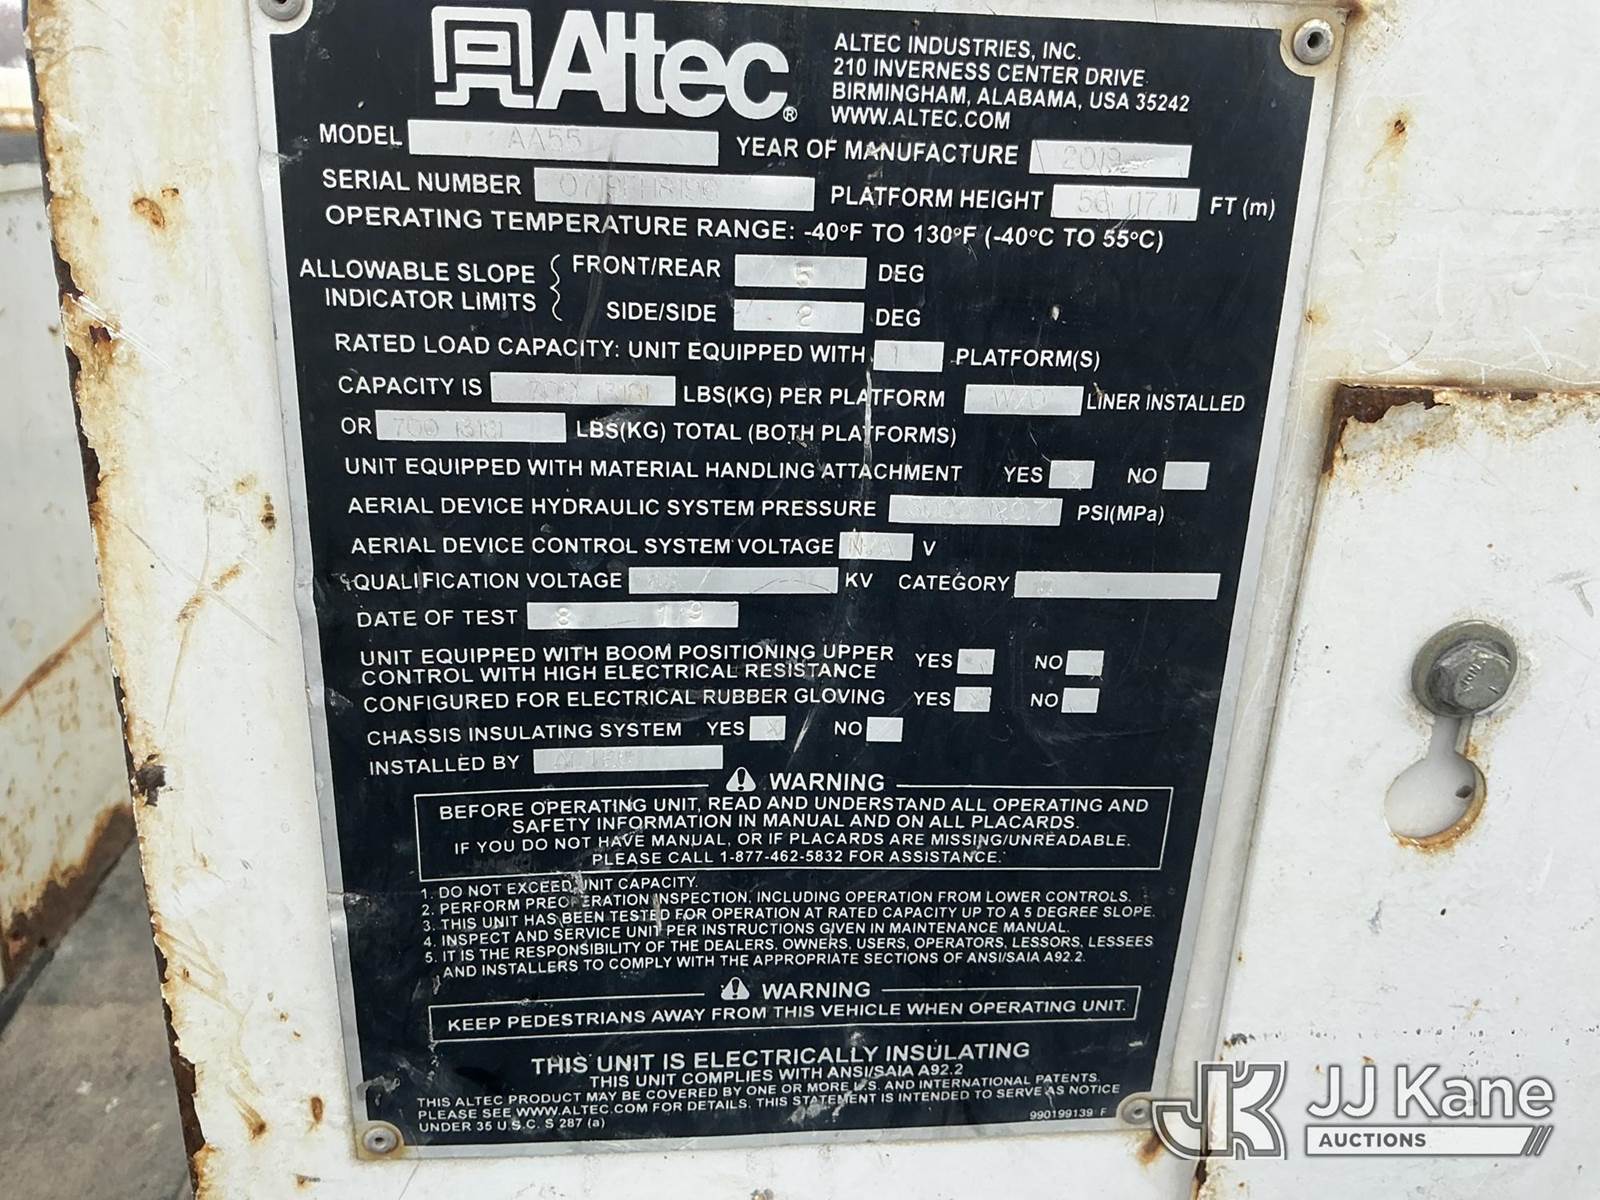 Altec®
ALTEC INDUSTRIES, INC.
210 INVERNESS CENTER DRIVE
BIRMINGHAM, ALABAMA, USA 35242
WWW.ALTEC.COM
MODEL AA55 YEAR OF MANUFACTURE 2019
SERIAL NUMBER PLATFORM HEIGHT 56 (17.1) FT (m)
OPERATING TEMPERATURE RANGE: -40°F TO 130°F (-40°C TO 55°C)
ALLOWABLE SLOPE INDICATOR LIMITS
FRONT/REAR 5 DEG
SIDE/SIDE DEG
RATED LOAD CAPACITY: UNIT EQUIPPED WITH 1 PLATFORM(S)
CAPACITY IS 700 (318) LBS(KG) PER PLATFORM W/O LINER INSTALLED
OR 700 (318) LBS(KG) TOTAL (BOTH PLATFORMS)
UNIT EQUIPPED WITH MATERIAL HANDLING ATTACHMENT YES X NO
AERIAL DEVICE HYDRAULIC SYSTEM PRESSURE PSI(MPa)
AERIAL DEVICE CONTROL SYSTEM VOLTAGE N/A V
QUALIFICATION VOLTAGE KV CATEGORY
DATE OF TEST 8 19
UNIT EQUIPPED WITH BOOM POSITIONING UPPER
CONTROL WITH HIGH ELECTRICAL RESISTANCE YES NO
CONFIGURED FOR ELECTRICAL RUBBER GLOVING YES X NO
CHASSIS INSULATING SYSTEM YES X NO
INSTALLED BY ALTEC
WARNING
BEFORE OPERATING UNIT, READ AND UNDERSTAND ALL OPERATING AND
SAFETY INFORMATION IN MANUAL AND ON ALL PLACARDS.
IF YOU DO NOT HAVE MANUAL, OR IF PLACARDS ARE MISSING/UNREADABLE.
PLEASE CALL 1-877-462-5832 FOR ASSISTANCE.
1. DO NOT EXCEED UNIT CAPACITY.
2. PERFORM PREOPERATION INSPECTION, INCLUDING OPERATION FROM LOWER CONTROLS.
3. THIS UNIT HAS BEEN TESTED FOR OPERATION AT RATED CAPACITY UP TO A 5 DEGREE SLOPE.
4. INSPECT AND SERVICE UNIT PER INSTRUCTIONS GIVEN IN MAINTENANCE MANUAL.
5. IT IS THE RESPONSIBILITY OF THE DEALERS, OWNERS, USERS, OPERATORS, LESSORS, LESSEES
AND INSTALLERS TO COMPLY WITH THE APPROPRIATE SECTIONS OF ANSI/SAIA A92.2.
WARNING
KEEP PEDESTRIANS AWAY FROM THIS VEHICLE WHEN OPERATING UNIT.
THIS UNIT IS ELECTRICALLY INSULATING
THIS UNIT COMPLIES WITH ANSI/SAIA A92.2
THIS ALTEC PRODUCT MAY BE COVERED BY ONE OR MORE U.S. AND INTERNATIONAL PATENTS.
PLEASE SEE WWW.ALTEC.COM FOR DETAILS. THIS STATEMENT IS INTENDED TO SERVE AS NOTICE
UNDER 35 U.S.C. S 287 (a)
990199139 F
JK JJ Kane
AUCTIONS